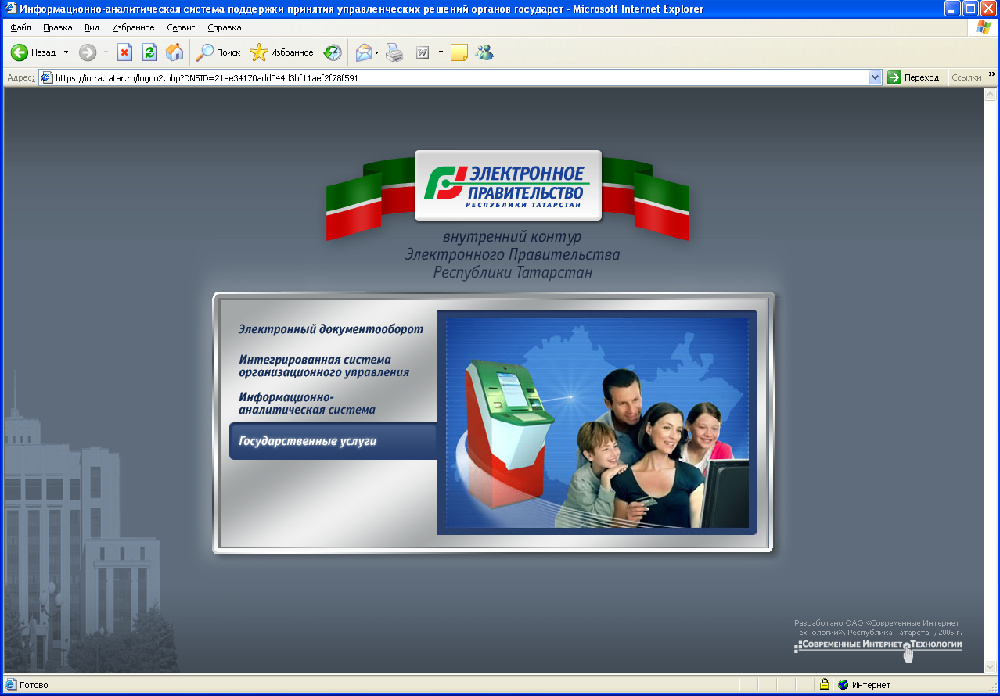 Информационно-аналитическая система поддержки принятия управленческих решений органов государст - Microsoft Internet Explorer
Файл Правка Вид Избранное Сервис Справка
Назад Поиск Избранное
Адрес: https://intra.tatar.ru/logon2.php?DNSID=21ee34170add044d3bf11aef2f78f591 Переход Ссылки »
ЭЛЕКТРОННОЕ
ПРАВИТЕЛЬСТВО
РЕСПУБЛИКИ ТАТАРСТАН
внутренний контур
Электронного Правительства
Республики Татарстан
Электронный документооборот
Интегрированная система
организационного управления
Информационно-
аналитическая система
Государственные услуги
Разработано ОАО «Современные Интернет
Технологии», Республика Татарстан, 2006 г.
Современные Интернет Технологии
Готово Интернет